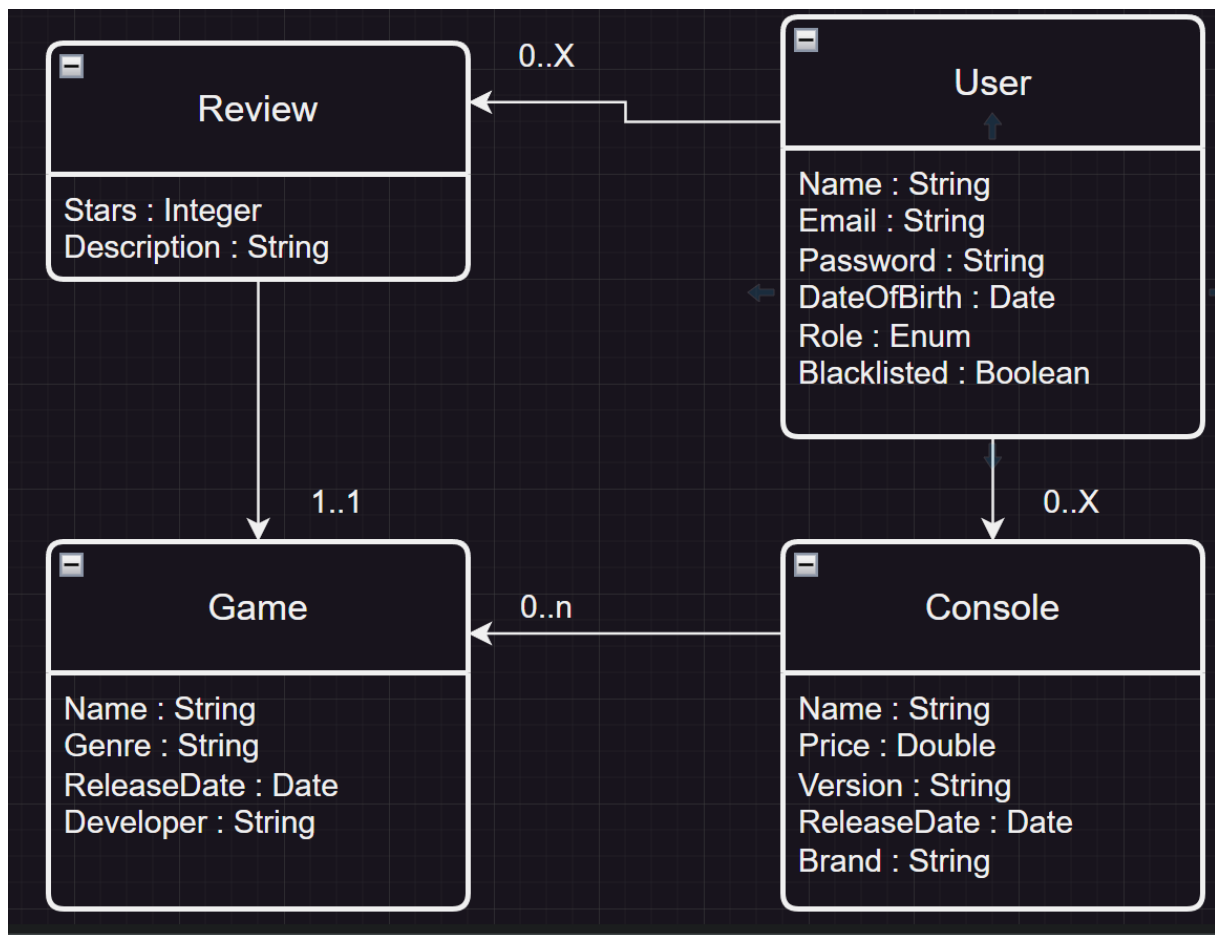 0..X
Review
Stars : Integer
Description : String
User
Name : String
Email : String
Password : String
DateOfBirth : Date
Role : Enum
Blacklisted : Boolean
1..1
0..X
Game
Name : String
Genre : String
ReleaseDate : Date
Developer : String
0..n
Console
Name : String
Price : Double
Version : String
ReleaseDate : Date
Brand : String